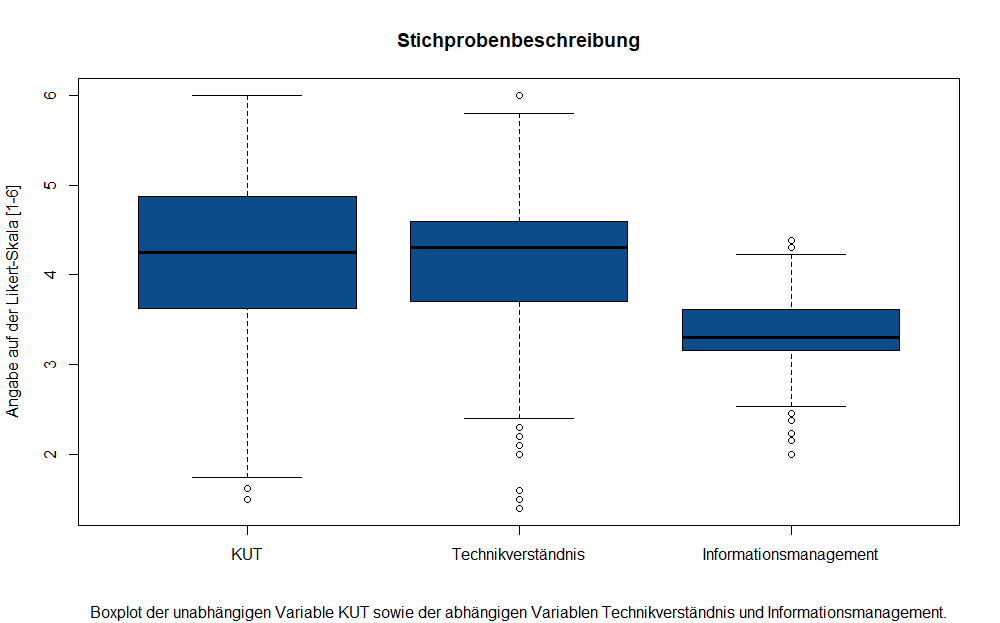 Stichprobenbeschreibung
Angabe auf der Likert-Skala [1-6]
6
5
4
3
2
KUT Technikverständnis Informationsmanagement
Boxplot der unabhängigen Variable KUT sowie der abhängigen Variablen Technikverständnis und Informationsmanagement.